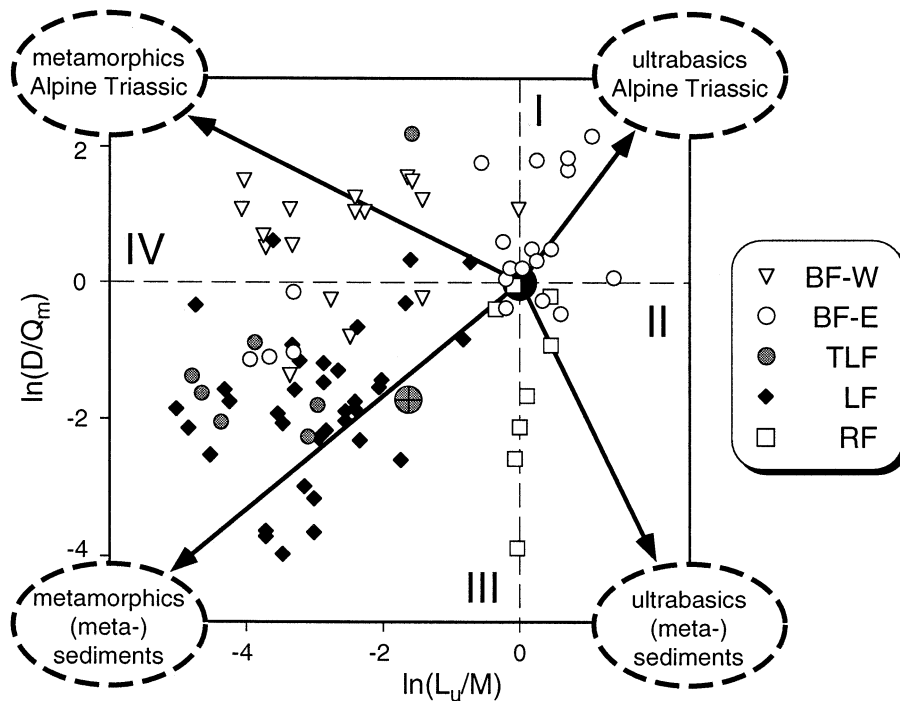 metamorphics
Alpine Triassic
ultrabasics
Alpine Triassic
I
2
IV
0
II
ln(D/Qm)
-2
-4
III
metamorphics
(meta-)
sediments
ultrabasics
(meta-)
sediments
-4
-2
0
ln(Lu/M)
BF-W
BF-E
TLF
LF
RF